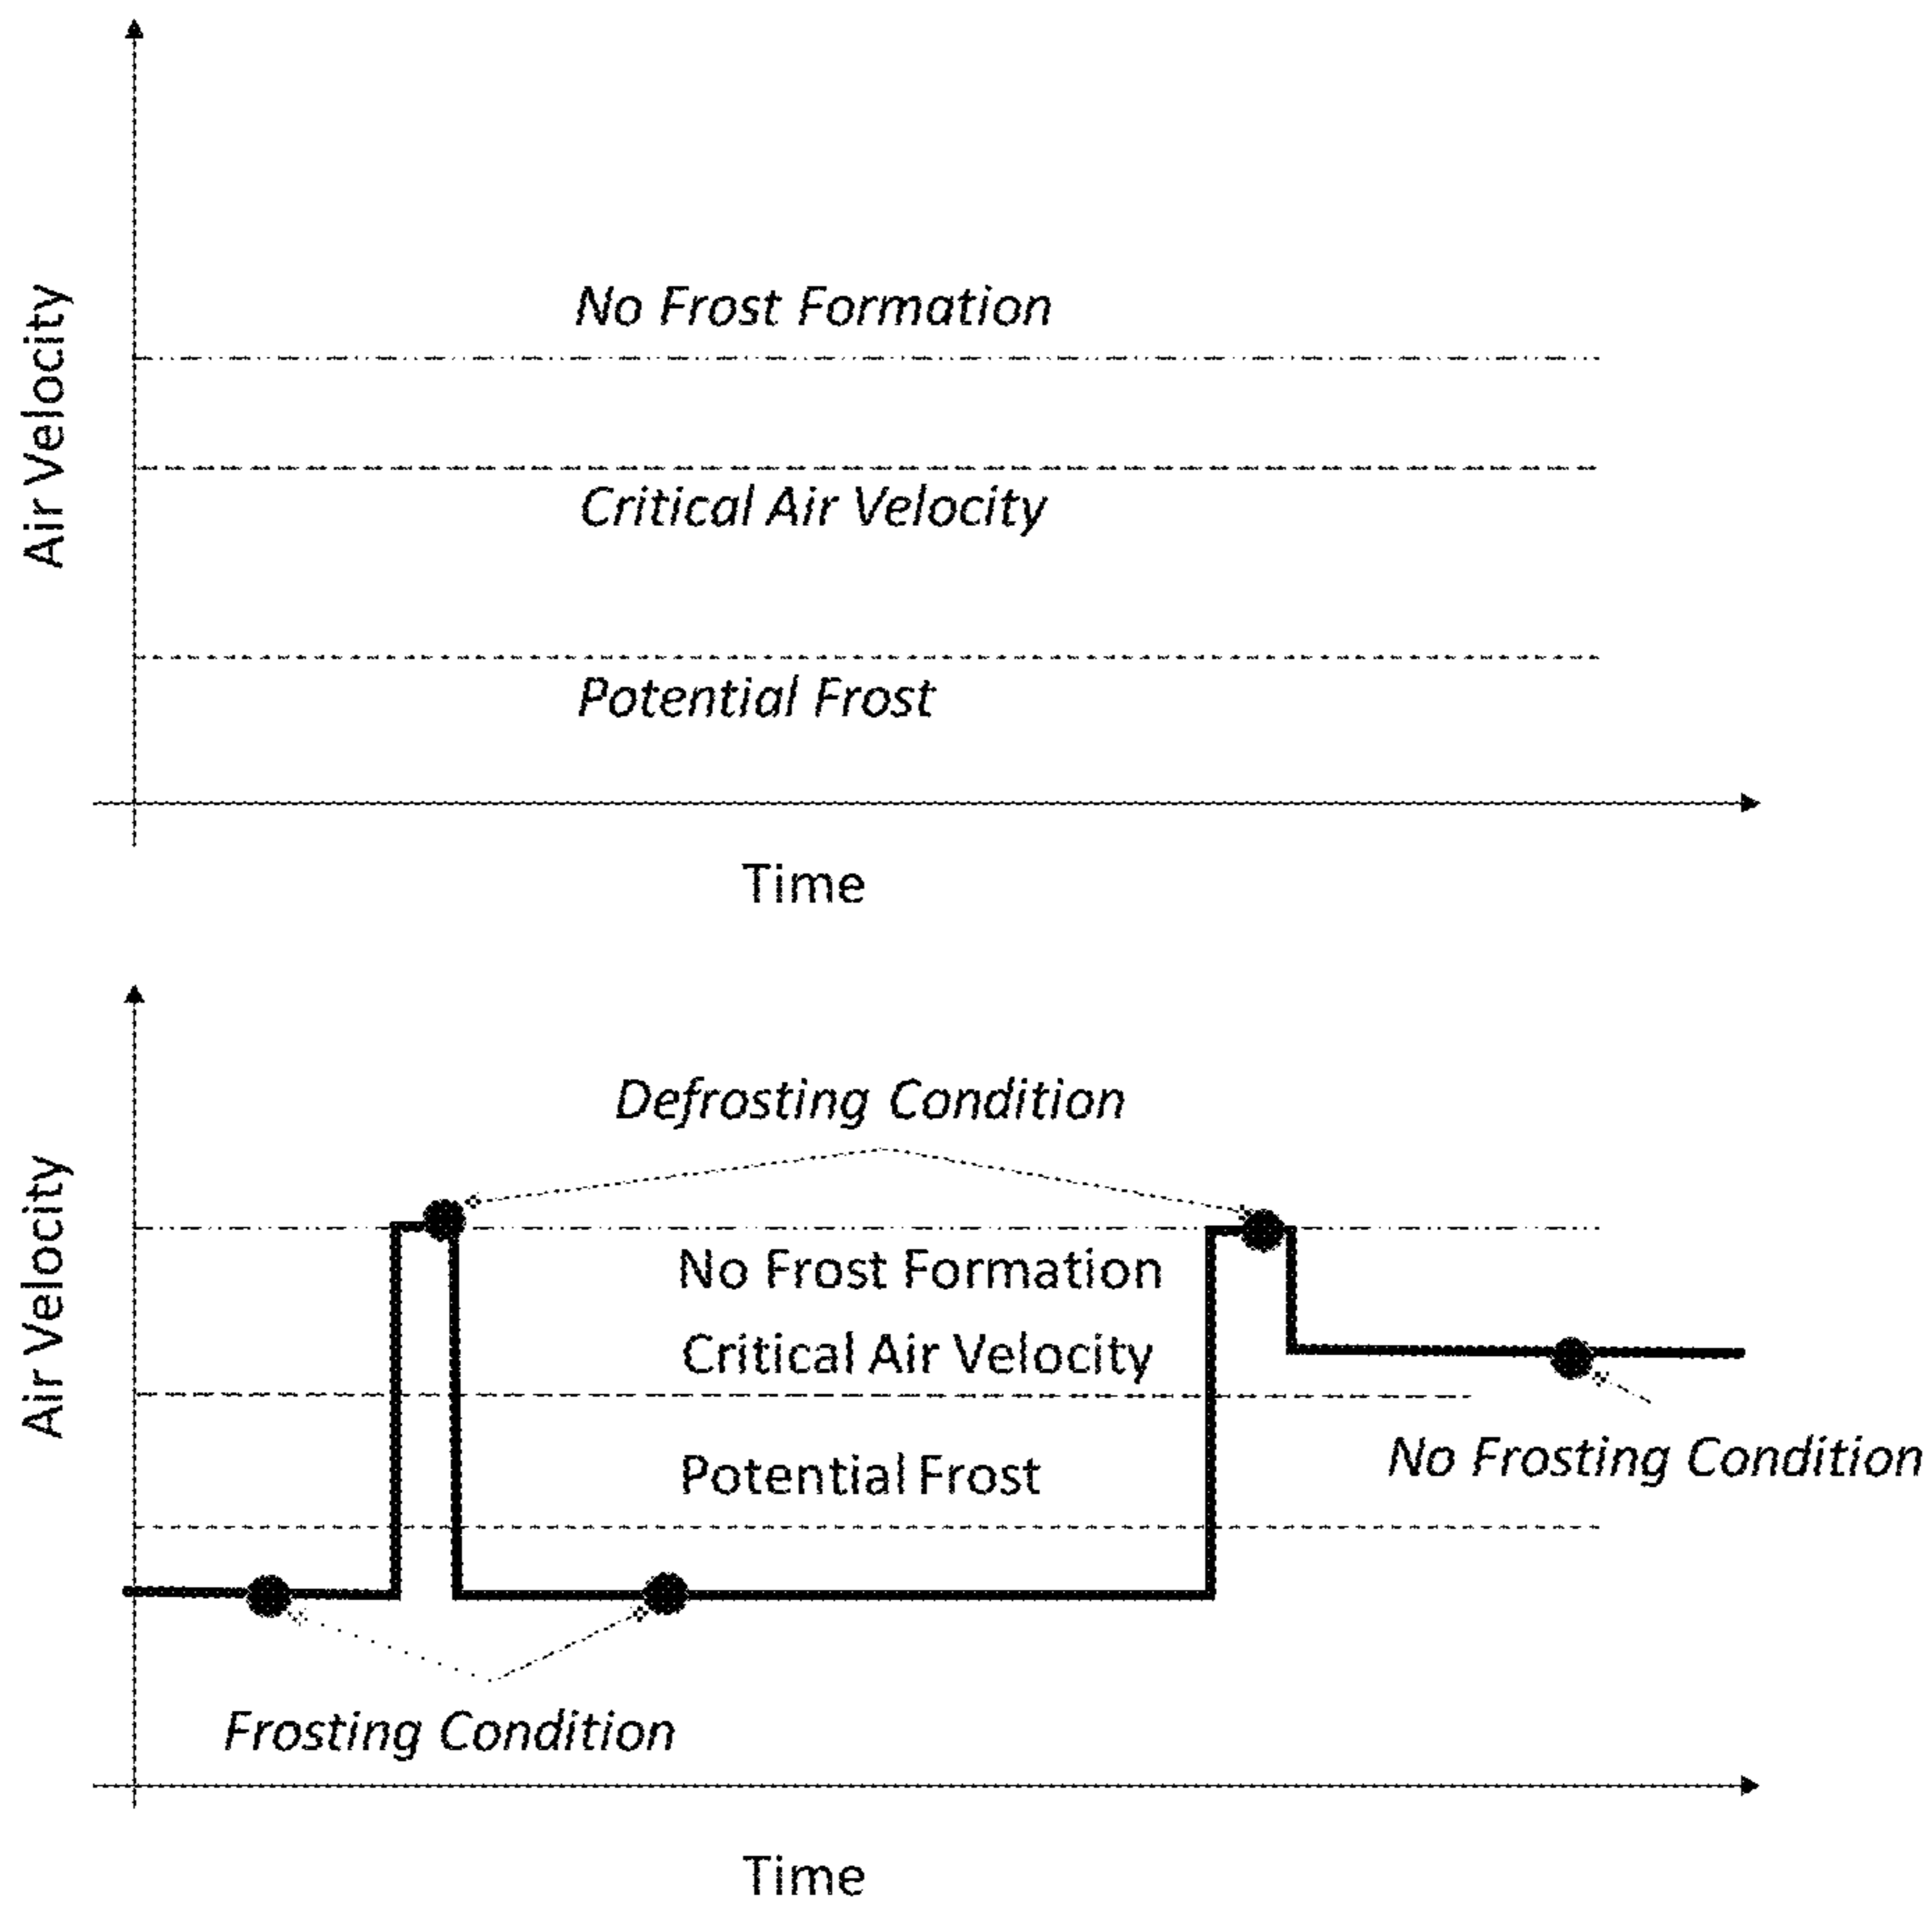 Air Velocity
No Frost Formation
Critical Air Velocity
Potential Frost
Time
Air Velocity
Defrosting Condition
No Frost Formation
Critical Air Velocity
Potential Frost
No Frosting Condition
Frosting Condition
Time